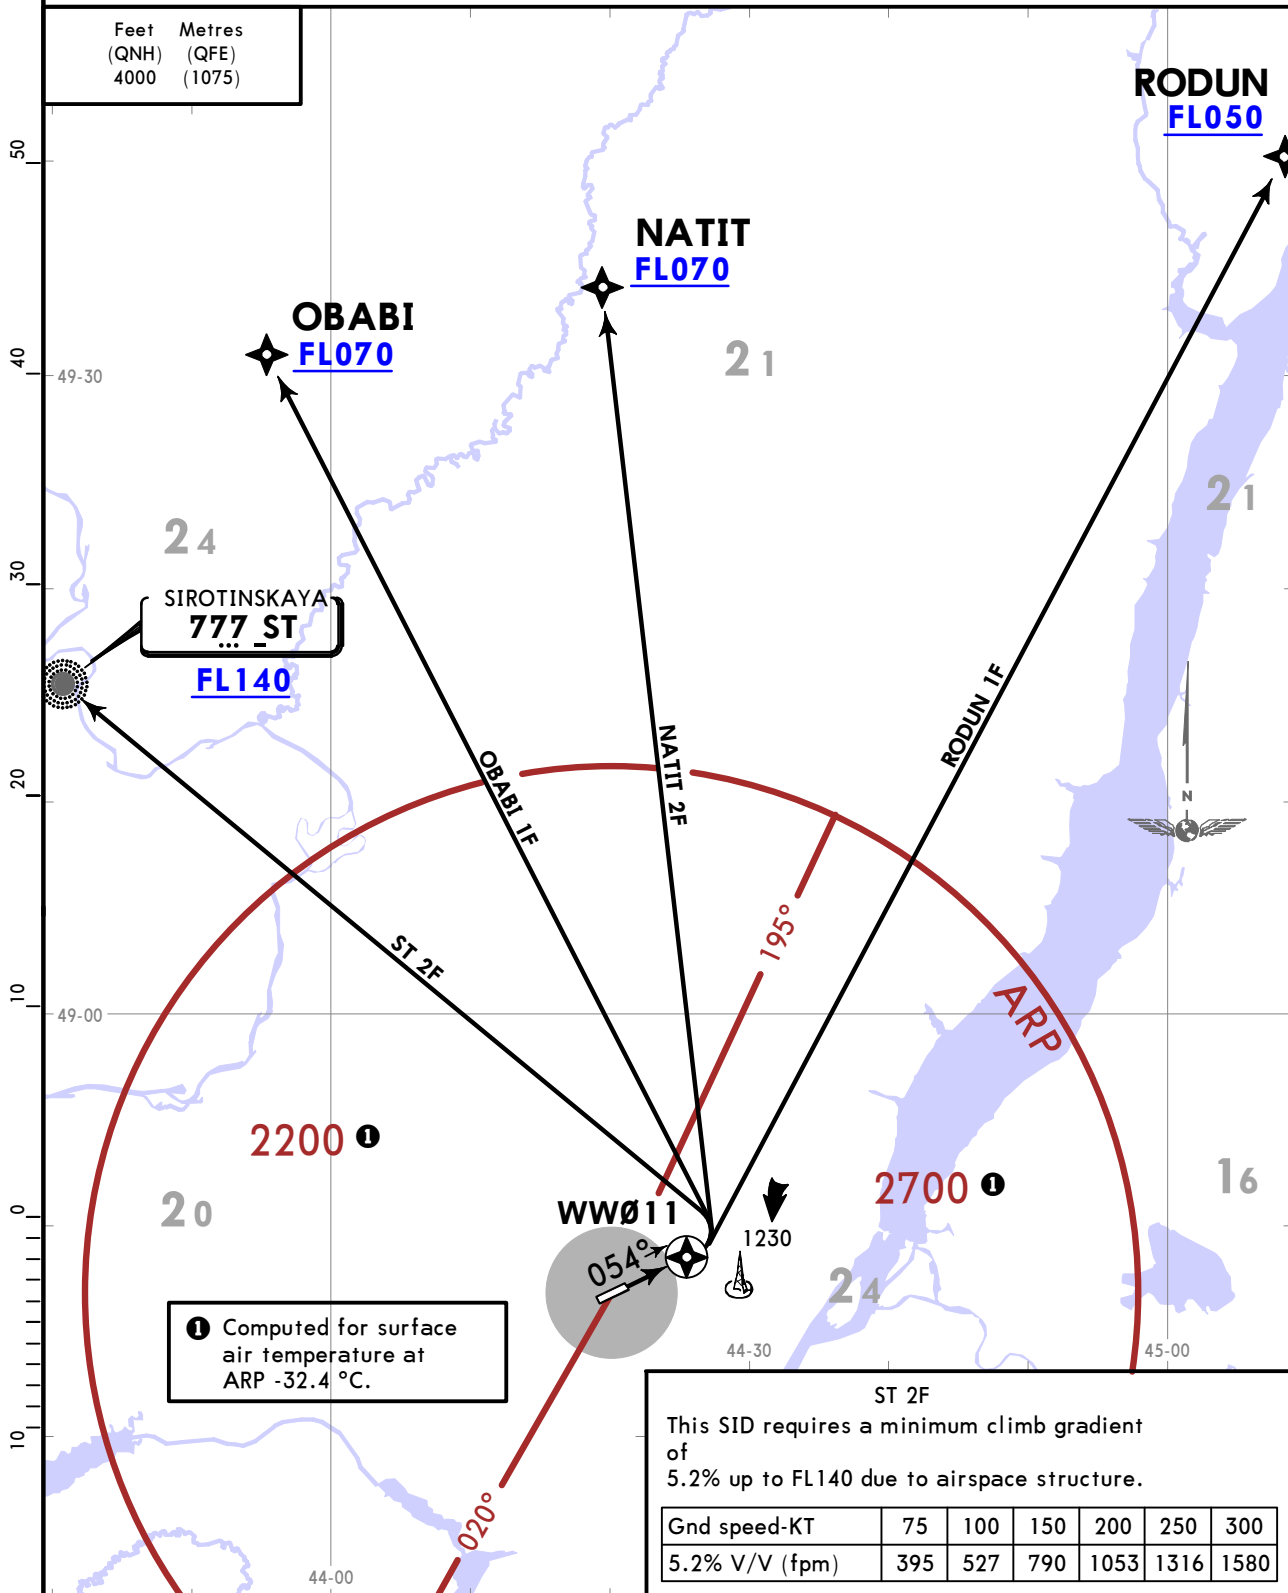 Feet Metres
(QNH) (QFE)
4000 (1075)
RODUN
FL050
50
NATIT
FL070
OBABI
FL070
40
49-30
21
21
24
30
SIROTINSKAYA
777 ST
FL140
RODUN 1F
NATIT 2F
OBABI 1F
20
N
195°
ST 2F
10
49-00
ARP
2200 ❶
2700 ❶
16
20
0
WWØ11
1230
054°
24
❶ Computed for surface
air temperature at
ARP -32.4 °C.
44-30
45-00
10
ST 2F
This SID requires a minimum climb gradient
of
5.2% up to FL140 due to airspace structure.
020°
Gnd speed-KT 75 100 150 200 250 300
5.2% V/V (fpm) 395 527 790 1053 1316 1580
44-00